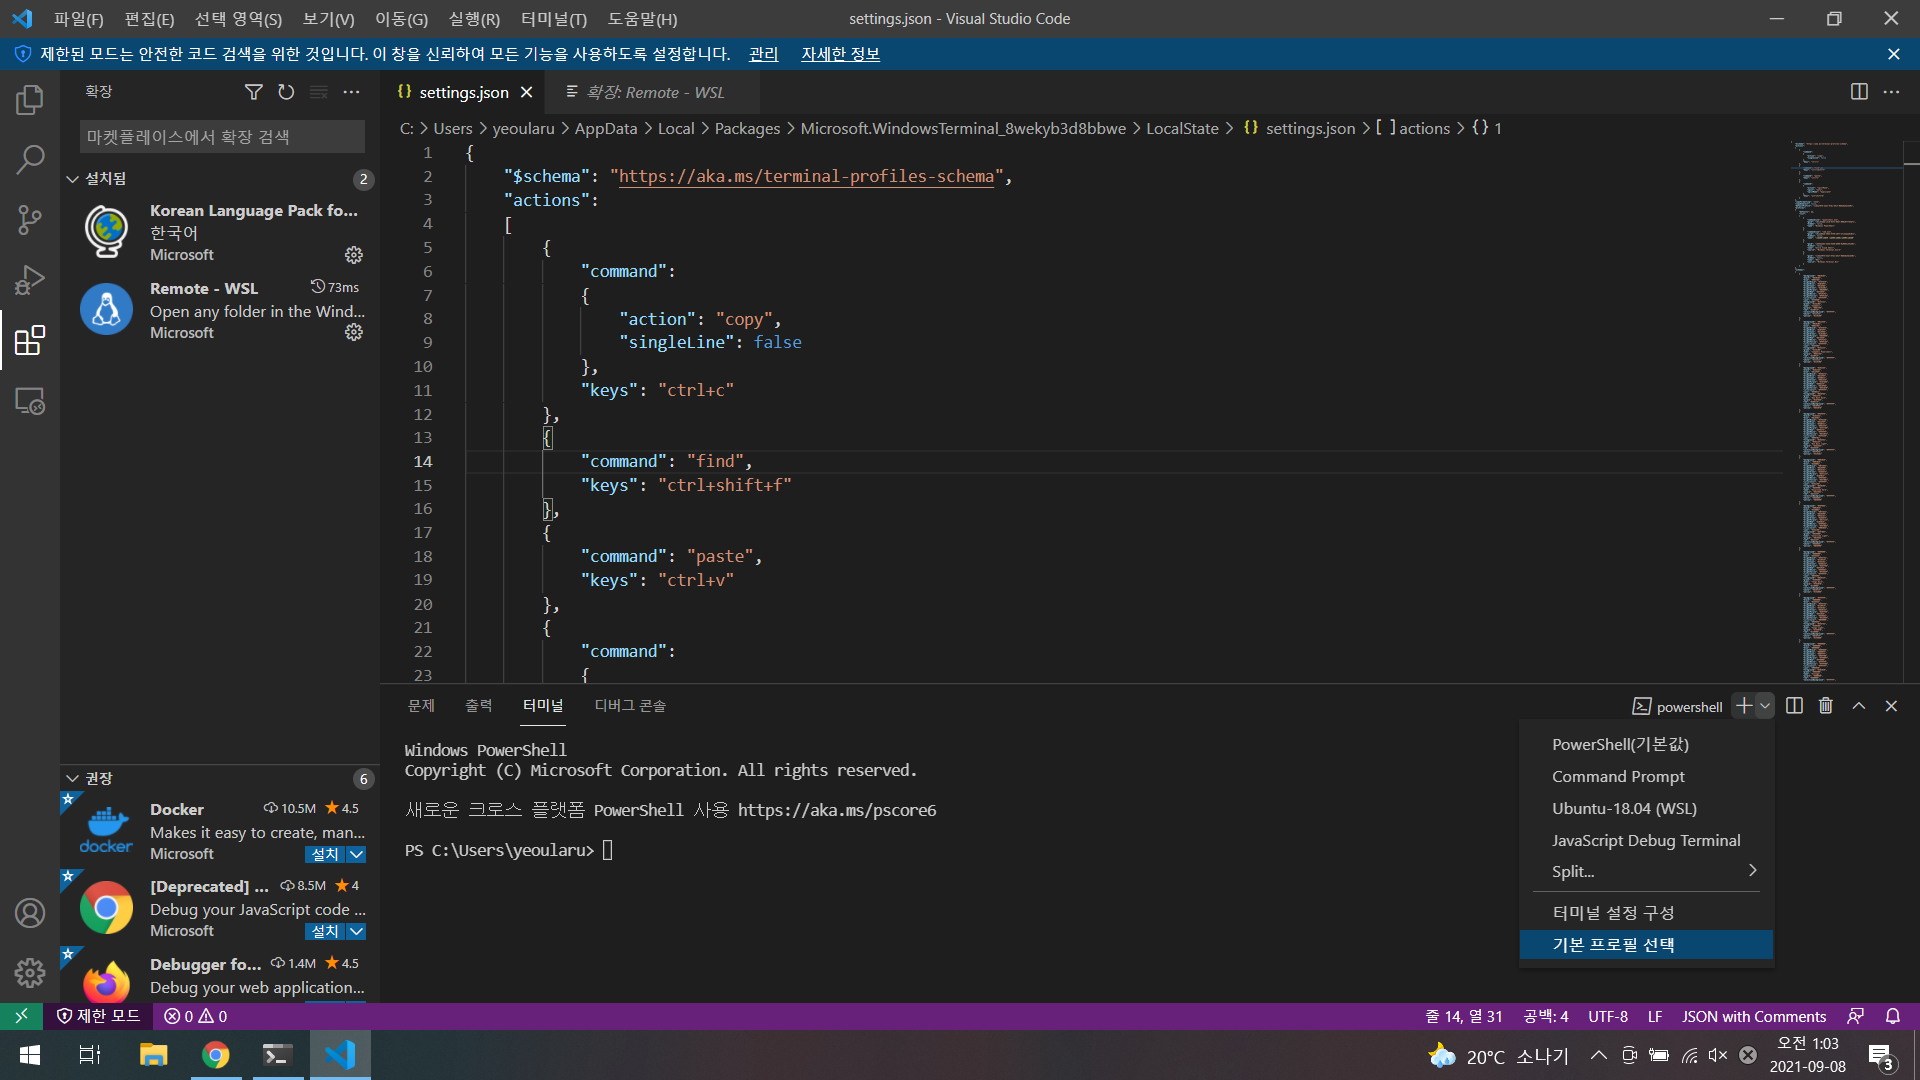 파일(F) 편집(E) 선택 영역(S) 보기(V) 이동(G) 실행(R) 터미널(T) 도움말(H) settings.json - Visual Studio Code
제한된 모드는 안전한 코드 검색을 위한 것입니다. 이 창을 신뢰하여 모든 기능을 사용하도록 설정합니다. 관리 자세한 정보
확장
마켓플레이스에서 확장 검색
설치됨 2
Korean Language Pack fo...
한국어
Microsoft
Remote - WSL 73ms
Open any folder in the Wind...
Microsoft
권장 6
Docker 10.5M 4.5
Makes it easy to create, man...
Microsoft 설치
docker
[Deprecated] ... 8.5M 4
Debug your JavaScript code ...
Microsoft 설치
Debugger fo... 1.4M 4.5
Debug your web application...
settings.json 확장: Remote - WSL
C: > Users > yeoularu > AppData > Local > Packages > Microsoft.WindowsTerminal_8wekyb3d8bbwe > LocalState > {} settings.json > [ ] actions > {} 1
1 {
2 "$schema": "https://aka.ms/terminal-profiles-schema",
3 "actions":
4 [
5 {
6 "command":
7 {
8 "action": "copy",
9 "singleLine": false
10 },
11 "keys": "ctrl+c"
12 },
13 {
14 "command": "find",
15 "keys": "ctrl+shift+f"
16 },
17 {
18 "command": "paste",
19 "keys": "ctrl+v"
20 },
21 {
22 "command":
23 {
문제 출력 터미널 디버그 콘솔 powershell
Windows PowerShell
Copyright (C) Microsoft Corporation. All rights reserved.
새로운 크로스 플랫폼 PowerShell 사용 https://aka.ms/pscore6
PS C:\Users\yeoularu>
PowerShell(기본값)
Command Prompt
Ubuntu-18.04 (WSL)
JavaScript Debug Terminal
Split...
터미널 설정 구성
기본 프로필 선택
제한 모드 0 0 줄 14, 열 31 공백: 4 UTF-8 LF JSON with Comments
20°C 소나기 오전 1:03
2021-09-08 3